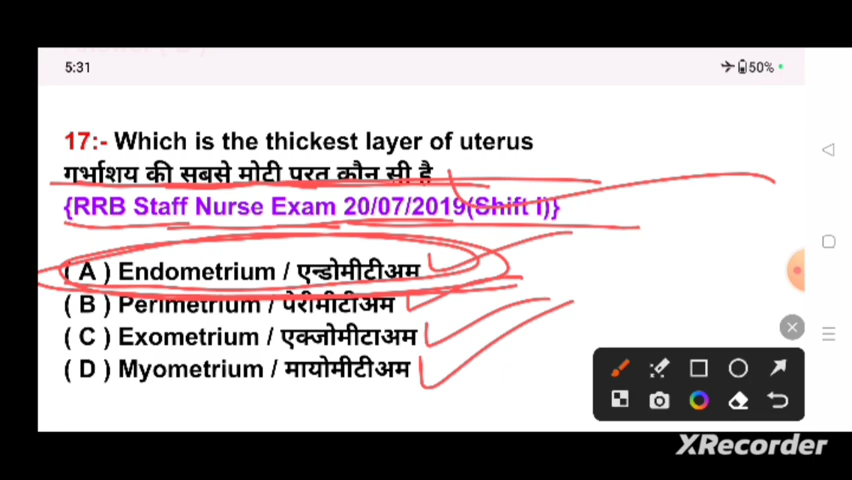 5:31
50%
17:- Which is the thickest layer of uterus
गर्भाशय की सबसे मोटी परत कौन सी है
{RRB Staff Nurse Exam 20/07/2019(Shift I)}
( A ) Endometrium / एन्डोमीटीअम
( B ) Perimetrium / पेरीमीटीअम
( C ) Exometrium / एक्जोमीटाअम
( D ) Myometrium / मायोमीटीअम
XRecorder